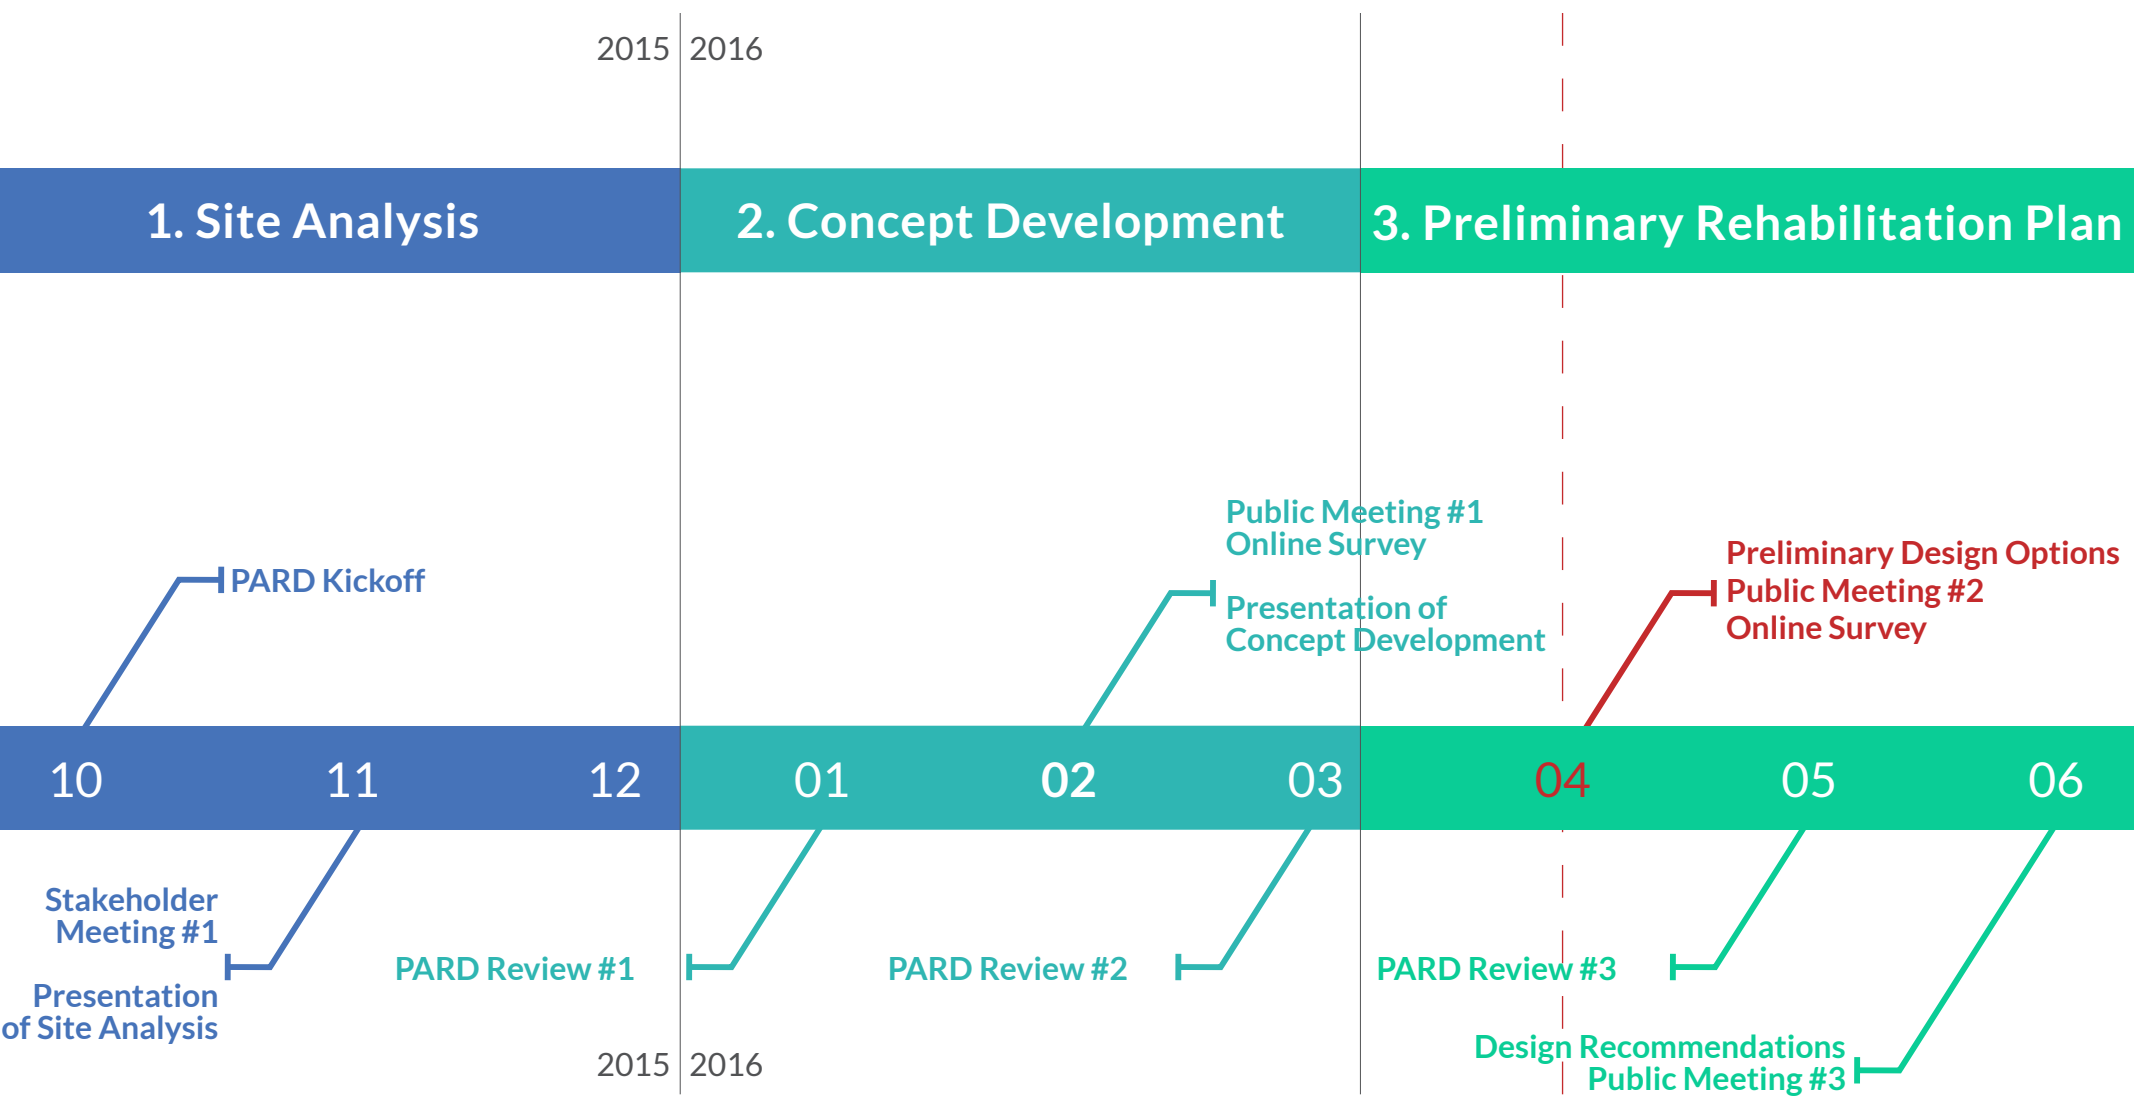 2015 2016
1. Site Analysis
2. Concept Development
3. Preliminary Rehabilitation Plan
PARD Kickoff
Public Meeting #1
Online Survey
Presentation of
Concept Development
Preliminary Design Options
Public Meeting #2
Online Survey
10 11 12 01 02 03 04 05 06
Stakeholder
Meeting #1
Presentation
of Site Analysis
PARD Review #1
PARD Review #2
PARD Review #3
Design Recommendations
Public Meeting #3
2015 2016